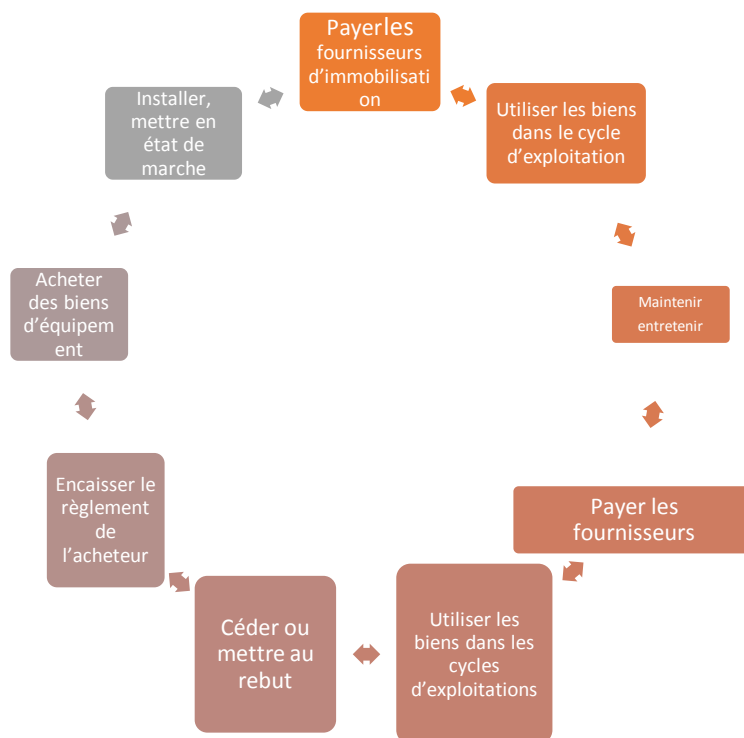 Payerles
fournisseurs
d’immobilisati
on
Utiliser les biens
dans le cycle
d’exploitation
Maintenir
entretenir
Payer les
fournisseurs
Utiliser les
biens dans les
cycles
d’exploitations
Céder ou
mettre au
rebut
Encaisser le
règlement
de
l’acheteur
Acheter
des biens
d’équipem
ent
Installer,
mettre en
état de
marche